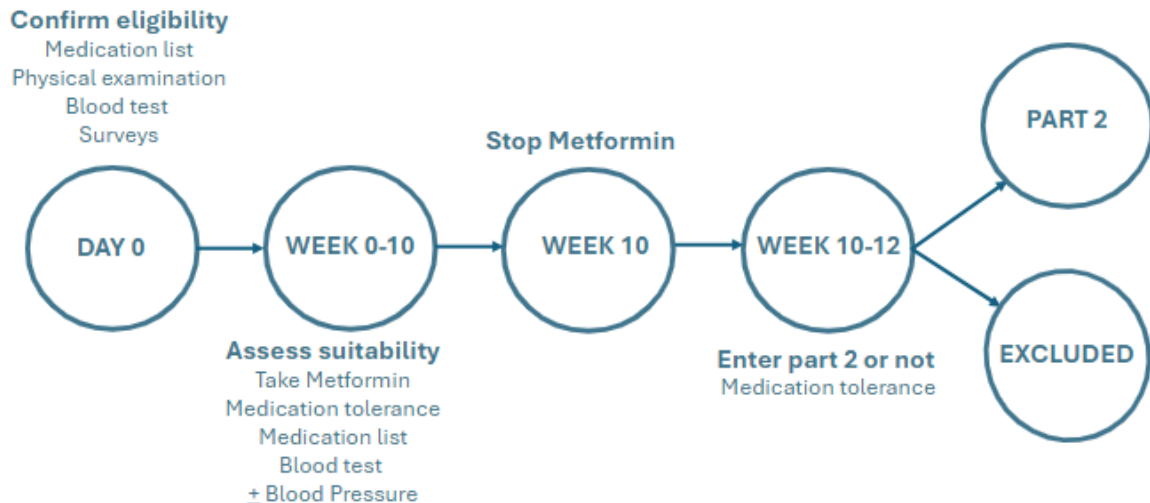 Confirm eligibility
Medication list
Physical examination
Blood test
Surveys
DAY 0
WEEK 0-10
Assess suitability
Take Metformin
Medication tolerance
Medication list
Blood test
± Blood Pressure
Stop Metformin
WEEK 10
WEEK 10-12
Enter part 2 or not
Medication tolerance
PART 2
EXCLUDED